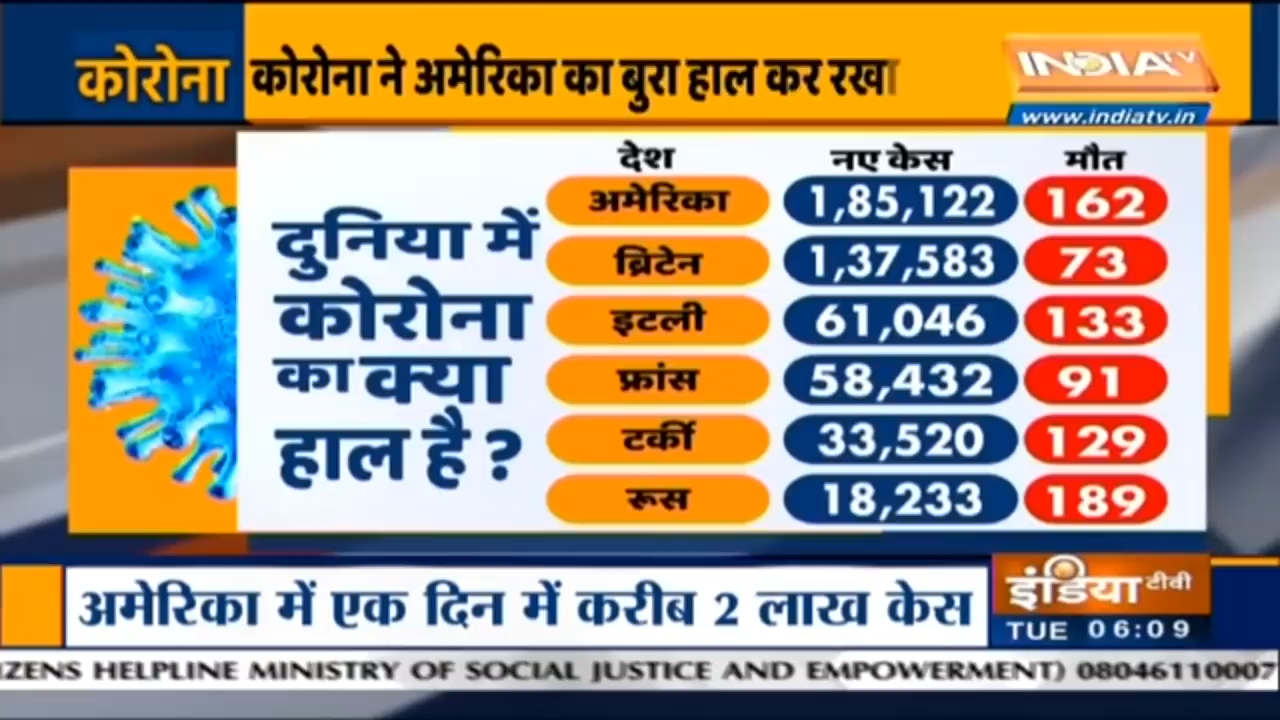 कोरोना
कोरोना ने अमेरिका का बुरा हाल कर रखा
INDIA TV
www.indiatv.in
दुनिया में
कोरोना
का क्या
हाल है ?
देश नए केस मौत
अमेरिका 1,85,122 162
ब्रिटेन 1,37,583 73
इटली 61,046 133
फ्रांस 58,432 91
टर्की 33,520 129
रूस 18,233 189
अमेरिका में एक दिन में करीब 2 लाख केस
इंडिया टीवी
TUE 06:09
IZENS HELPLINE MINISTRY OF SOCIAL JUSTICE AND EMPOWERMENT) 08046110007